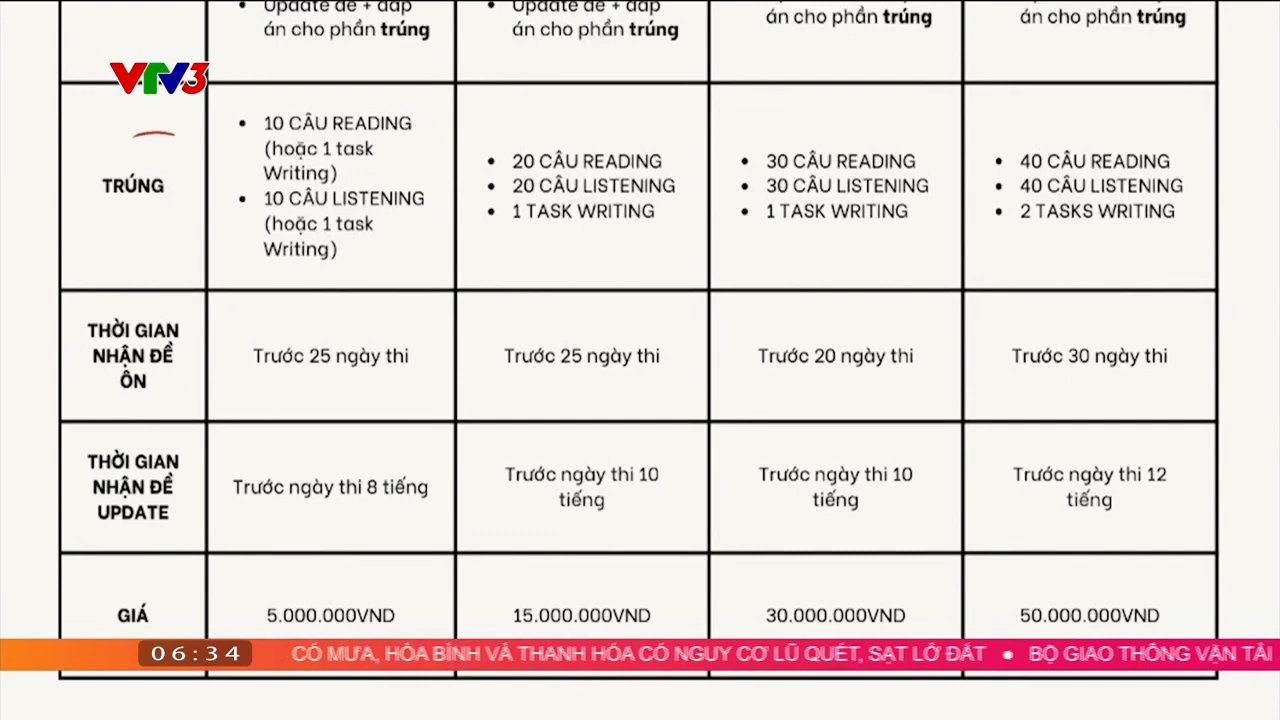 Update đề + đáp
án cho phần trúng
Update đề + đáp
án cho phần trúng
án cho phần trúng
án cho phần trúng
VTV3
TRÚNG
• 10 CÂU READING
(hoặc 1 task
Writing)
• 10 CÂU LISTENING
(hoặc 1 task
Writing)
• 20 CÂU READING
• 20 CÂU LISTENING
• 1 TASK WRITING
• 30 CÂU READING
• 30 CÂU LISTENING
• 1 TASK WRITING
• 40 CÂU READING
• 40 CÂU LISTENING
• 2 TASKS WRITING
THỜI GIAN
NHẬN ĐỀ
ÔN
Trước 25 ngày thi
Trước 25 ngày thi
Trước 20 ngày thi
Trước 30 ngày thi
THỜI GIAN
NHẬN ĐỀ
UPDATE
Trước ngày thi 8 tiếng
Trước ngày thi 10
tiếng
Trước ngày thi 10
tiếng
Trước ngày thi 12
tiếng
GIÁ
5.000.000VND
15.000.000VND
30.000.000VND
50.000.000VND
06:34
CÓ MƯA, HÒA BÌNH VÀ THANH HÓA CÓ NGUY CƠ LŨ QUÉT, SẠT LỞ ĐẤT • BỘ GIAO THÔNG VẬN TẢI